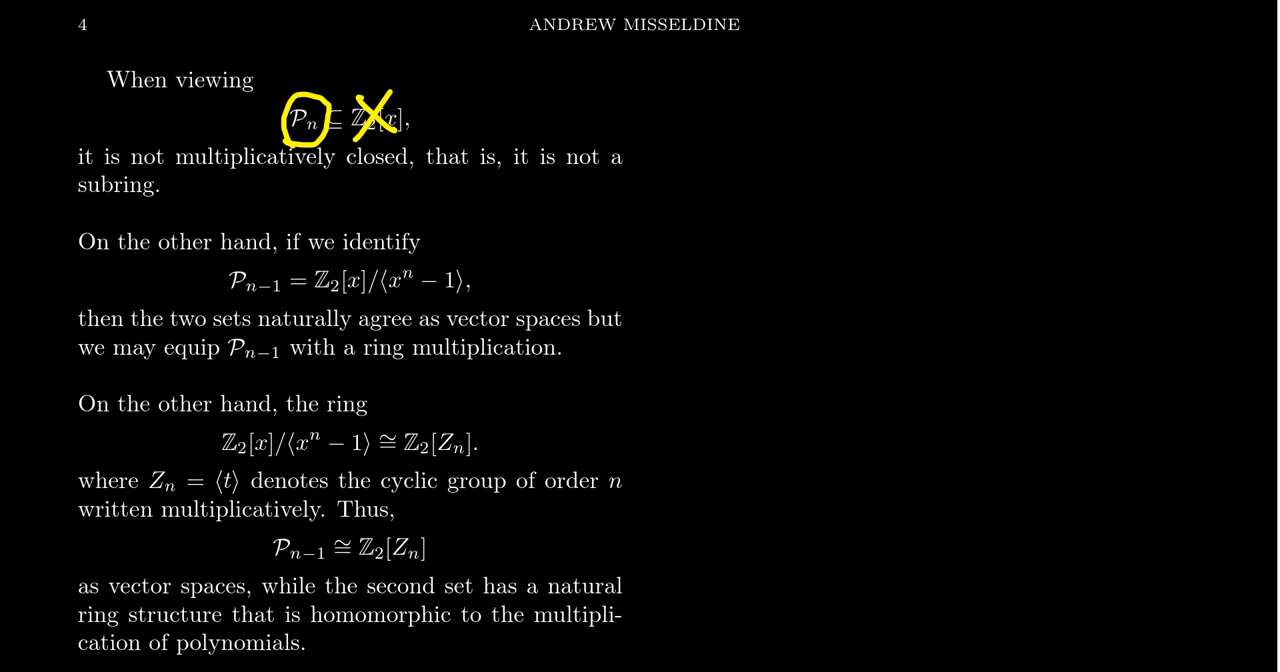 4 ANDREW MISSELDINE
When viewing
𝒫ₙ ⊆ ℤ₂[x],
it is not multiplicatively closed, that is, it is not a
subring.
On the other hand, if we identify
𝒫ₙ₋₁ = ℤ₂[x]/⟨xⁿ − 1⟩,
then the two sets naturally agree as vector spaces but
we may equip 𝒫ₙ₋₁ with a ring multiplication.
On the other hand, the ring
ℤ₂[x]/⟨xⁿ − 1⟩ ≅ ℤ₂[Zₙ].
where Zₙ = ⟨t⟩ denotes the cyclic group of order n
written multiplicatively. Thus,
𝒫ₙ₋₁ ≅ ℤ₂[Zₙ]
as vector spaces, while the second set has a natural
ring structure that is homomorphic to the multipli-
cation of polynomials.